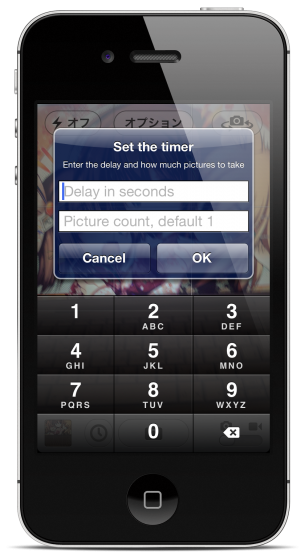 オフ
オプション
Set the timer
Enter the delay and how much pictures to take
Delay in seconds
Picture count, default 1
Cancel
OK
1
2
ABC
3
DEF
4
GHI
5
JKL
6
MNO
7
PQRS
8
TUV
9
WXYZ
0